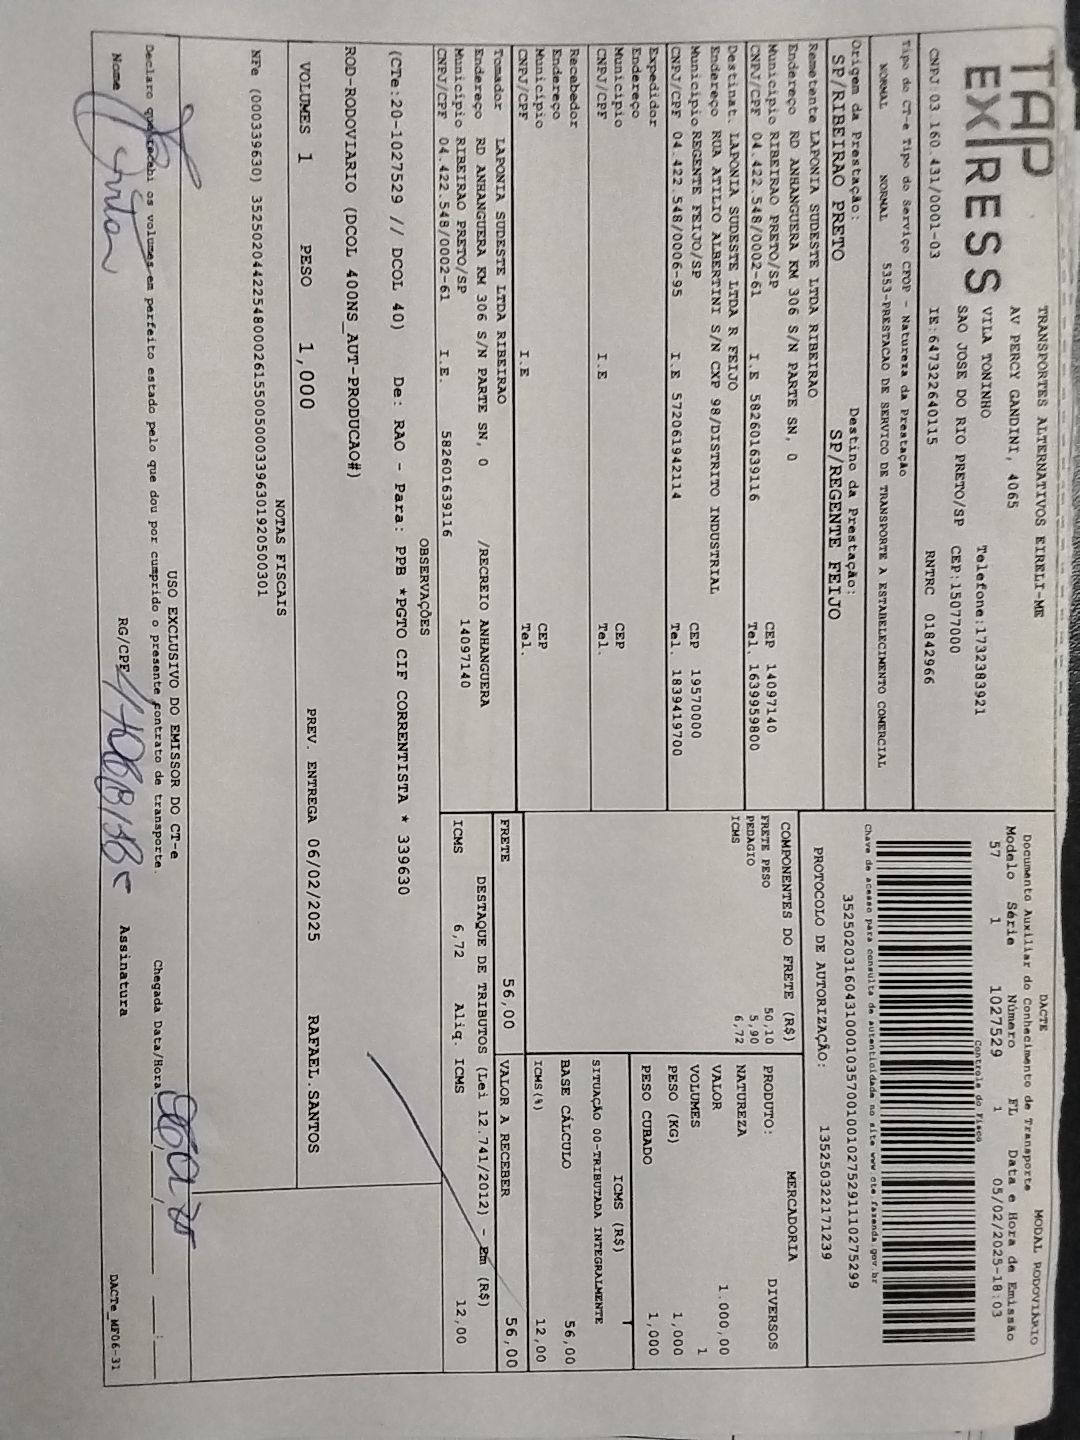 TAP
EXPRESS
TRANSPORTES ALTERNATIVOS EIRELI-ME
AV PERCY GANDINI, 4065
VILA TONINHO Telefone:1732383921
SAO JOSE DO RIO PRETO/SP CEP:15077000
CNPJ:03.160.431/0001-03 IE:647322640115 RNTRC 01842966
Tipo do CT-e Tipo do Serviço CFOP - Natureza da Prestação
NORMAL NORMAL 5353-PRESTACAO DE SERVICO DE TRANSPORTE A ESTABELECIMENTO COMERCIAL
Origem da Prestação: Destino da Prestação:
SP/RIBEIRAO PRETO SP/REGENTE FEIJO
Remetente LAPONIA SUDESTE LTDA RIBEIRAO
Endereço RD ANHANGUERA KM 306 S/N PARTE SN, 0
Município RIBEIRAO PRETO/SP CEP 14097140
CNPJ/CPF 04.422.548/0002-61 I.E 582601639116 Tel. 1639959800
Destinat. LAPONIA SUDESTE LTDA R FEIJO
Endereço RUA ATILIO ALBERTINI S/N CXP 98/DISTRITO INDUSTRIAL
Município REGENTE FEIJO/SP CEP 19570000
CNPJ/CPF 04.422.548/0006-95 I.E 572061942114 Tel. 1839419700
Expedidor
Endereço
Município CEP
CNPJ/CPF I.E Tel.
Recebedor
Endereço
Município CEP
CNPJ/CPF I.E Tel.
Tomador LAPONIA SUDESTE LTDA RIBEIRAO
Endereço RD ANHANGUERA KM 306 S/N PARTE SN, 0 /RECREIO ANHANGUERA
Município RIBEIRAO PRETO/SP 14097140
CNPJ/CPF 04.422.548/0002-61 I.E. 582601639116
DACTE MODAL RODOVIÁRIO
Documento Auxiliar do Conhecimento de Transporte
Modelo Série Número FL Data e Hora de Emissão
57 1 1027529 1 05/02/2025-18:03
Controle do Fisco
Chave de acesso para consulta de autenticidade no site www.cte.fazenda.gov.br
35250203160431000103570010010275291110275299
PROTOCOLO DE AUTORIZAÇÃO: 135250322171239
COMPONENTES DO FRETE (R$)
FRETE PESO 50,10
PEDAGIO 5,90
ICMS 6,72
MERCADORIA
PRODUTO: DIVERSOS
NATUREZA
VALOR 1.000,00
VOLUMES 1
PESO (KG) 1,000
PESO CUBADO 1,000
ICMS (R$)
SITUAÇÃO 00-TRIBUTADA INTEGRALMENTE
BASE CÁLCULO 56,00
ICMS(%) 12,00
FRETE 56,00 VALOR A RECEBER 56,00
DESTAQUE DE TRIBUTOS (Lei 12.741/2012) - Em (R$)
ICMS 6,72 Aliq. ICMS 12,00
OBSERVAÇÕES
(CTe:20-1027529 // DCOL 40) De: RAO - Para: PPB *PGTO CIF CORRENTISTA * 339630
ROD-RODOVIARIO (DCOL 400NS_AUT-PRODUCAO#)
VOLUMES 1 PESO 1,000 PREV. ENTREGA 06/02/2025 RAFAEL.SANTOS
NOTAS FISCAIS
NFe (000339630) 35250204422548000261550050003396301920500301
USO EXCLUSIVO DO EMISSOR DO CT-e
Declaro que recebi os volumes em perfeito estado pelo que dou por cumprido o presente contrato de transporte. Chegada Data/Hora
Nome RG/CPF Assinatura
DACTe_MF06-31